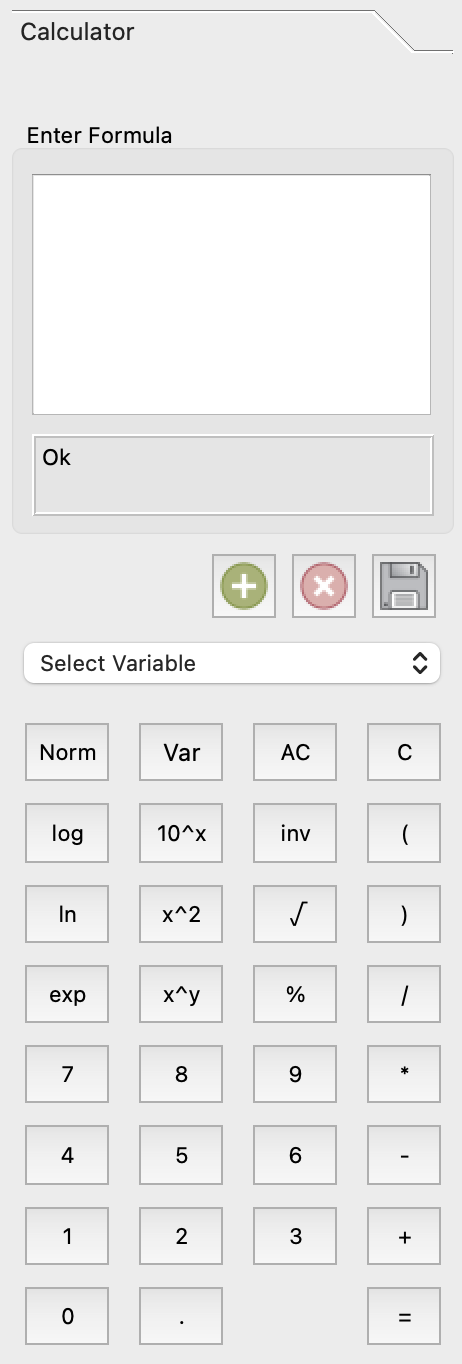 Calculator
Enter Formula
Ok
Select Variable
Norm Var AC C
log 10^x inv (
ln x^2 √ )
exp x^y % /
7 8 9 *
4 5 6 -
1 2 3 +
0 . =